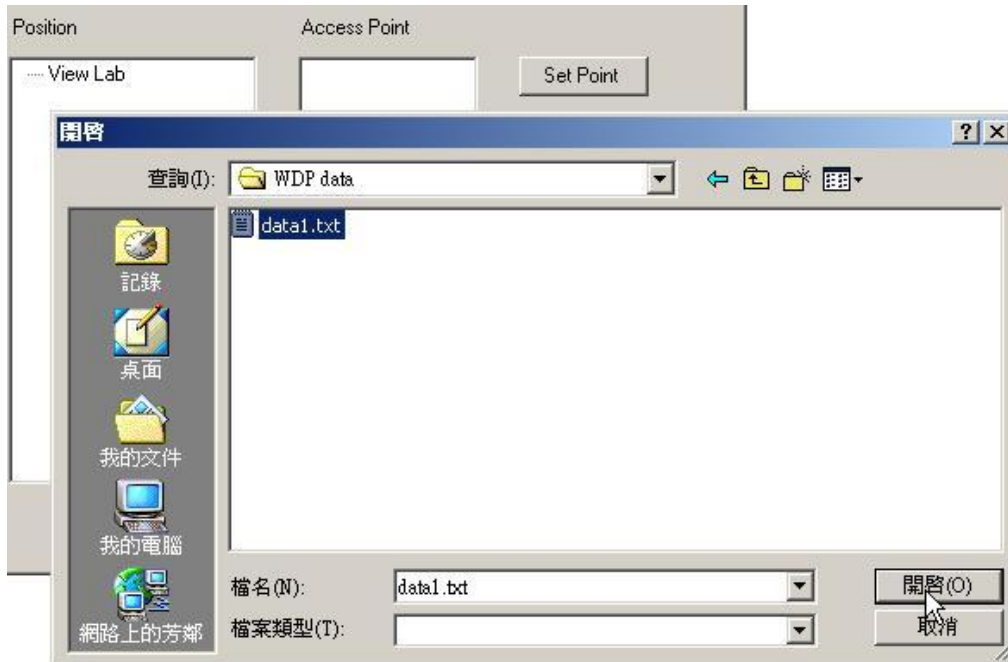 Position
Access Point
View Lab
Set Point
開啓
查詢(I):
WDP data
data1.txt
記錄
桌面
我的文件
我的電腦
網路上的芳鄰
檔名(N):
data1.txt
開啓(O)
檔案類型(T):
取消